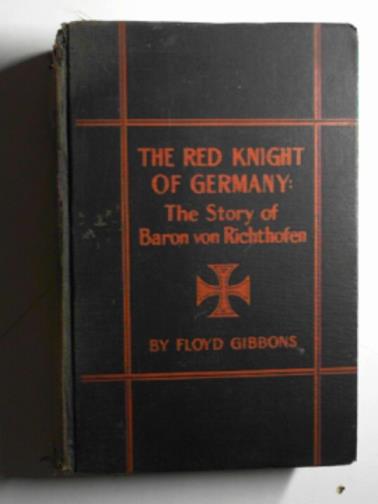 THE RED KNIGHT
OF GERMANY:
The Story of
Baron von Richthofen
BY FLOYD GIBBONS